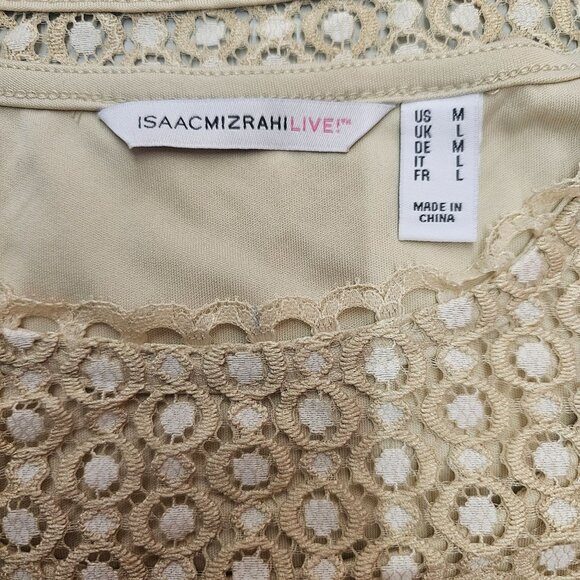 ISAACMIZRAHILIVE!™
US M
UK L
DE M
IT L
FR L
MADE IN
CHINA